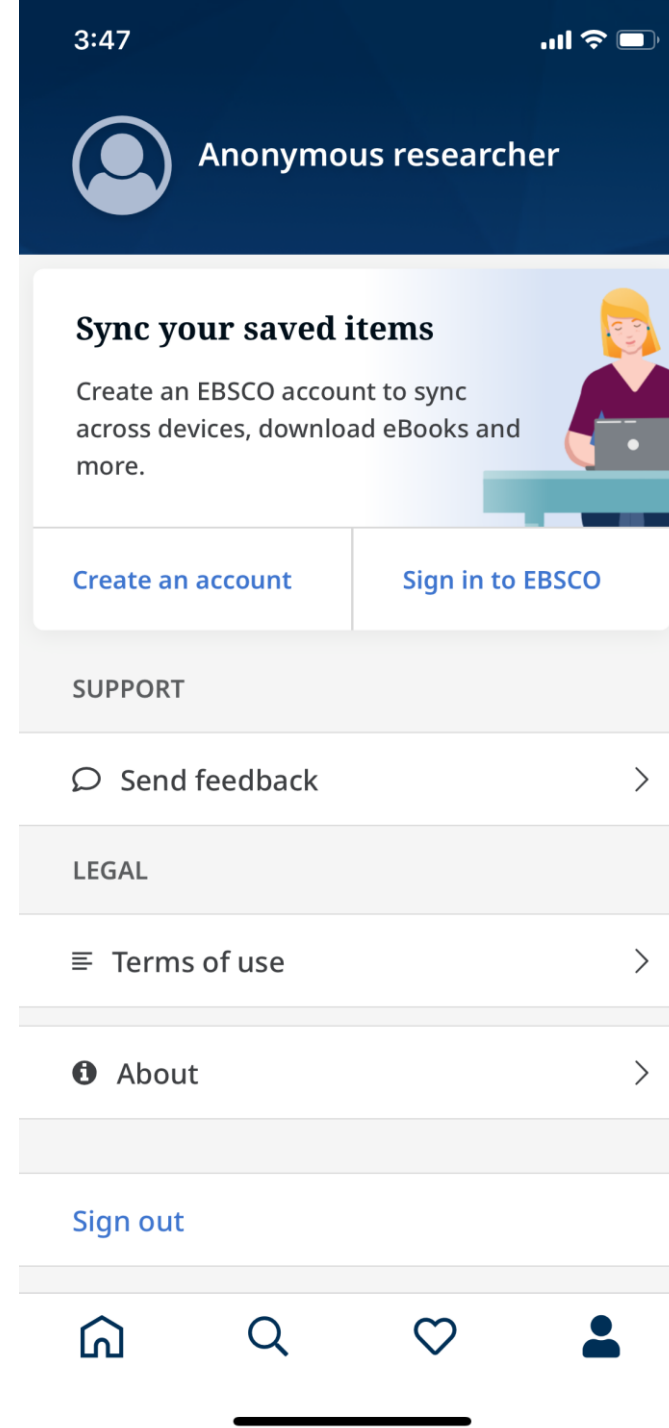 3:47
Anonymous researcher
Sync your saved items
Create an EBSCO account to sync
across devices, download eBooks and
more.
Create an account
Sign in to EBSCO
SUPPORT
Send feedback
LEGAL
Terms of use
About
Sign out